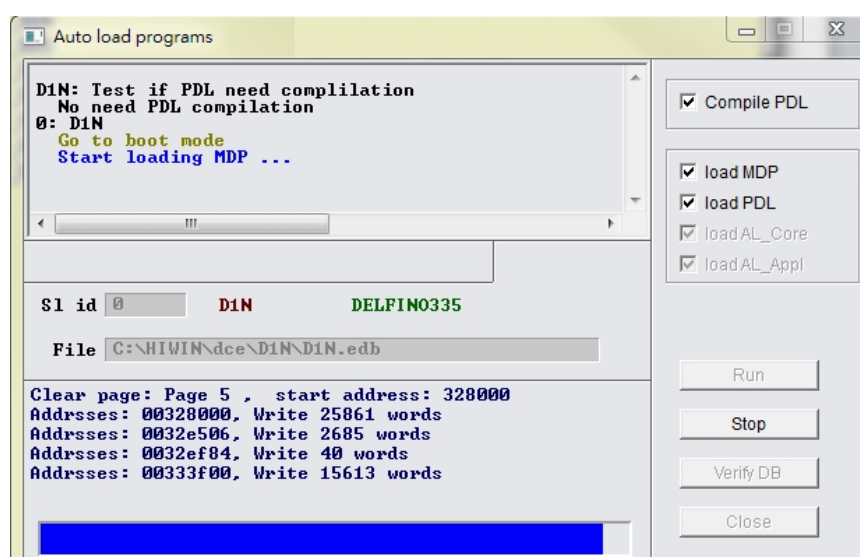 Auto load programs
D1N: Test if PDL need complilation
No need PDL compilation
0: D1N
Go to boot mode
Start loading MDP ...
Compile PDL
load MDP
load PDL
load AL_Core
load AL_Appl
Sl id 0 D1N DELFINO335
File C:\HIWIN\dce\D1N\D1N.edb
Clear page: Page 5 , start address: 328000
Addrsses: 00328000, Write 25861 words
Addrsses: 0032e506, Write 2685 words
Addrsses: 0032ef84, Write 40 words
Addrsses: 00333f00, Write 15613 words
Run
Stop
Verify DB
Close